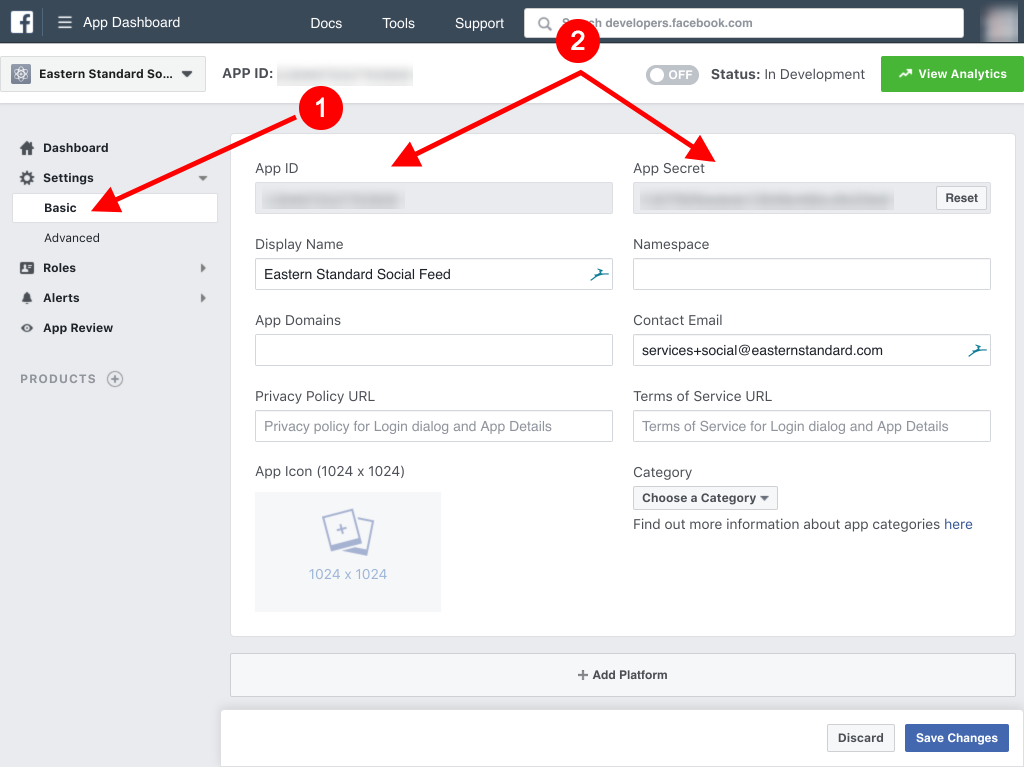 App Dashboard
Docs
Tools
Support
Search developers.facebook.com
2
Eastern Standard So...
APP ID:
OFF
Status: In Development
View Analytics
1
Dashboard
Settings
Basic
Advanced
Roles
Alerts
App Review
PRODUCTS
App ID
App Secret
Reset
Display Name
Namespace
Eastern Standard Social Feed
App Domains
Contact Email
services+social@easternstandard.com
Privacy Policy URL
Terms of Service URL
Privacy policy for Login dialog and App Details
Terms of Service for Login dialog and App Details
App Icon (1024 x 1024)
Category
Choose a Category
Find out more information about app categories here
1024 x 1024
+ Add Platform
Discard
Save Changes